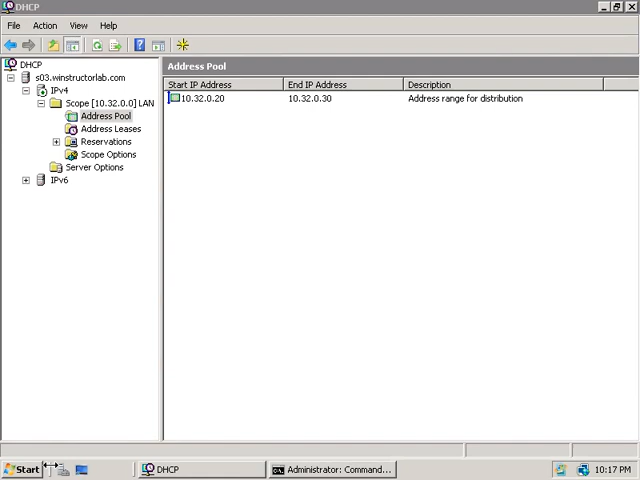 DHCP
File Action View Help
DHCP
s03.winstructorlab.com
IPv4
Scope [10.32.0.0] LAN
Address Pool
Address Leases
Reservations
Scope Options
Server Options
IPv6
Address Pool
Start IP Address End IP Address Description
10.32.0.20 10.32.0.30 Address range for distribution
Start DHCP Administrator: Command... 10:17 PM